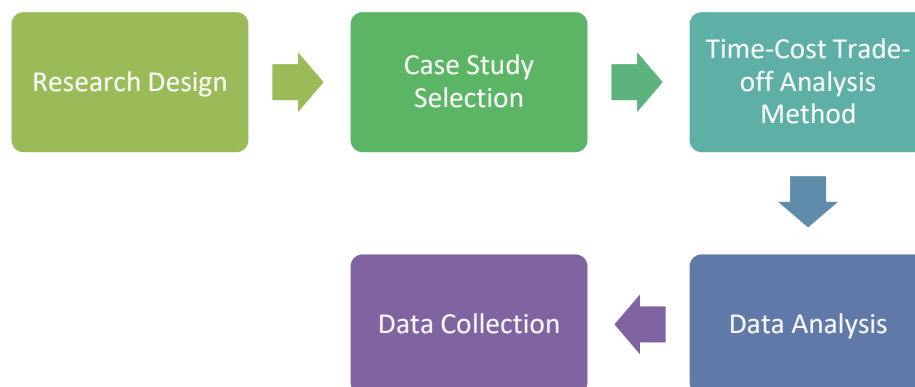 Research Design
Case Study
Selection
Time-Cost Trade-
off Analysis
Method
Data Analysis
Data Collection